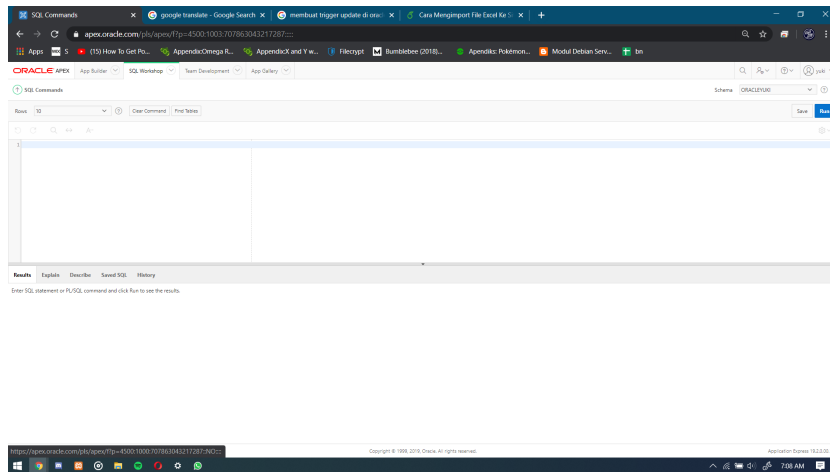 SQL Commands
google translate - Google Search
membuat trigger update di orac
Cara Mengimport File Excel Ke S
apex.oracle.com/pls/apex/f?p=4500:1003:707863043217287:::::
Apps S (15) How To Get Po... Appendix:Omega R... Appendix:X and Y w... Filecrypt Bumblebee (2018)... Apendiks: Pokémon... Modul Debian Serv... bn
ORACLE APEX App Builder SQL Workshop Team Development App Gallery yuki
SQL Commands
Schema ORACLEYUKI
Rows 10 Clear Command Find Tables Save Run
1
Results Explain Describe Saved SQL History
Enter SQL statement or PL/SQL command and click Run to see the results.
https://apex.oracle.com/pls/apex/f?p=4500:1000:707863043217287::NO:::
Copyright © 1999, 2019, Oracle. All rights reserved.
Application Express 19.2.0.00
7:08 AM